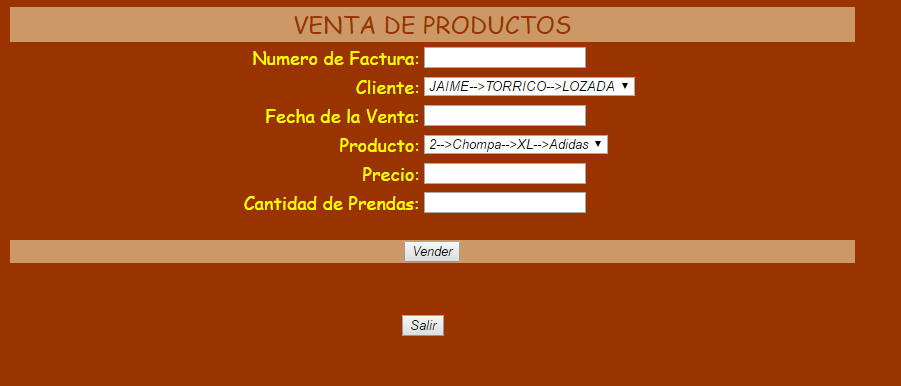 VENTA DE PRODUCTOS
Numero de Factura:
Cliente: JAIME-->TORRICO-->LOZADA
Fecha de la Venta:
Producto: 2-->Chompa-->XL-->Adidas
Precio:
Cantidad de Prendas:
Vender
Salir